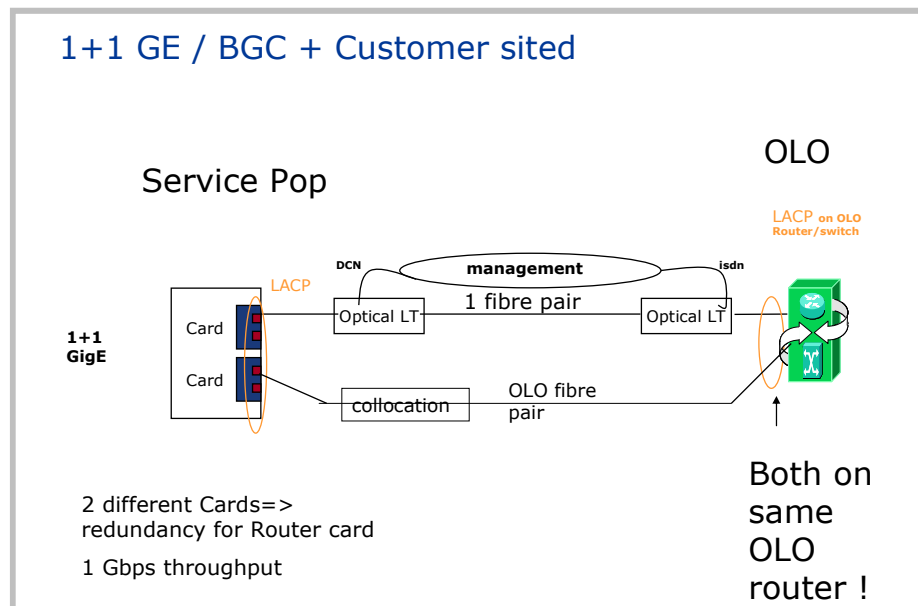 1+1 GE / BGC + Customer sited
OLO
Service Pop
LACP on OLO
Router/switch
DCN
management
isdn
LACP
1 fibre pair
Card
Optical LT
Optical LT
1+1
GigE
Card
collocation
OLO fibre
pair
2 different Cards=>
redundancy for Router card
1 Gbps throughput
Both on
same
OLO
router !